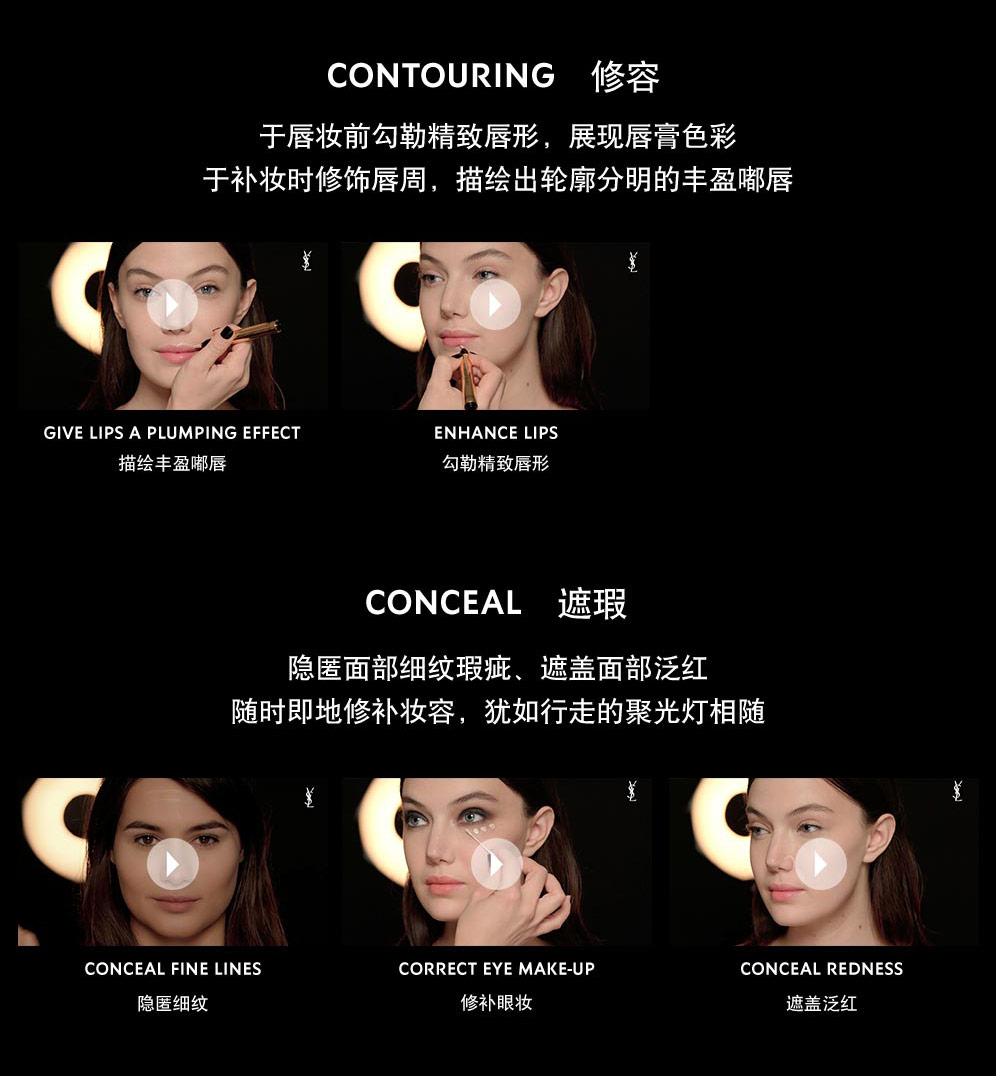 CONTOURING 修容
于唇妆前勾勒精致唇形，展现唇膏色彩
于补妆时修饰唇周，描绘出轮廓分明的丰盈嘟唇
YSL
YSL
GIVE LIPS A PLUMPING EFFECT
ENHANCE LIPS
描绘丰盈嘟唇
勾勒精致唇形
CONCEAL 遮瑕
隐匿面部细纹瑕疵、遮盖面部泛红
随时即地修补妆容，犹如行走的聚光灯相随
YSL
YSL
YSL
CONCEAL FINE LINES
CORRECT EYE MAKE-UP
CONCEAL REDNESS
隐匿细纹
修补眼妆
遮盖泛红